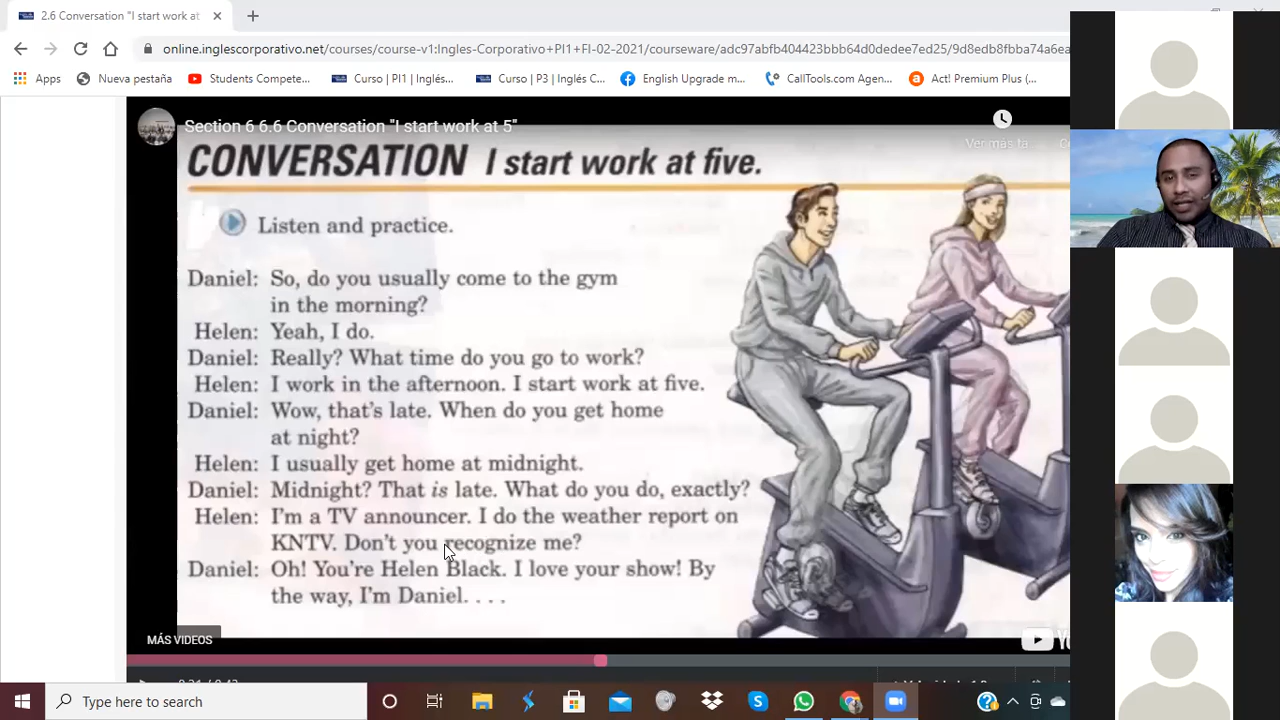 2.6 Conversation "I start work at
online.inglescorporativo.net/courses/course-v1:Ingles-Corporativo+PI1+FI-02-2021/courseware/adc97abfb404423bbb64d0dedee7ed25/9d8edb8fbba74a6ea
Apps Nueva pestaña Students Compete... Curso | PI1 | Inglés... Curso | P3 | Inglés C... English Upgrade m... CallTools.com Agen... Act! Premium Plus (...
Section 6 6.6 Conversation "I start work at 5"
Ver más ta
CONVERSATION I start work at five.
Listen and practice.
Daniel: So, do you usually come to the gym
in the morning?
Helen: Yeah, I do.
Daniel: Really? What time do you go to work?
Helen: I work in the afternoon. I start work at five.
Daniel: Wow, that's late. When do you get home
at night?
Helen: I usually get home at midnight.
Daniel: Midnight? That is late. What do you do, exactly?
Helen: I'm a TV announcer. I do the weather report on
KNTV. Don't you recognize me?
Daniel: Oh! You're Helen Black. I love your show! By
the way, I'm Daniel. . . .
MÁS VIDEOS
Type here to search